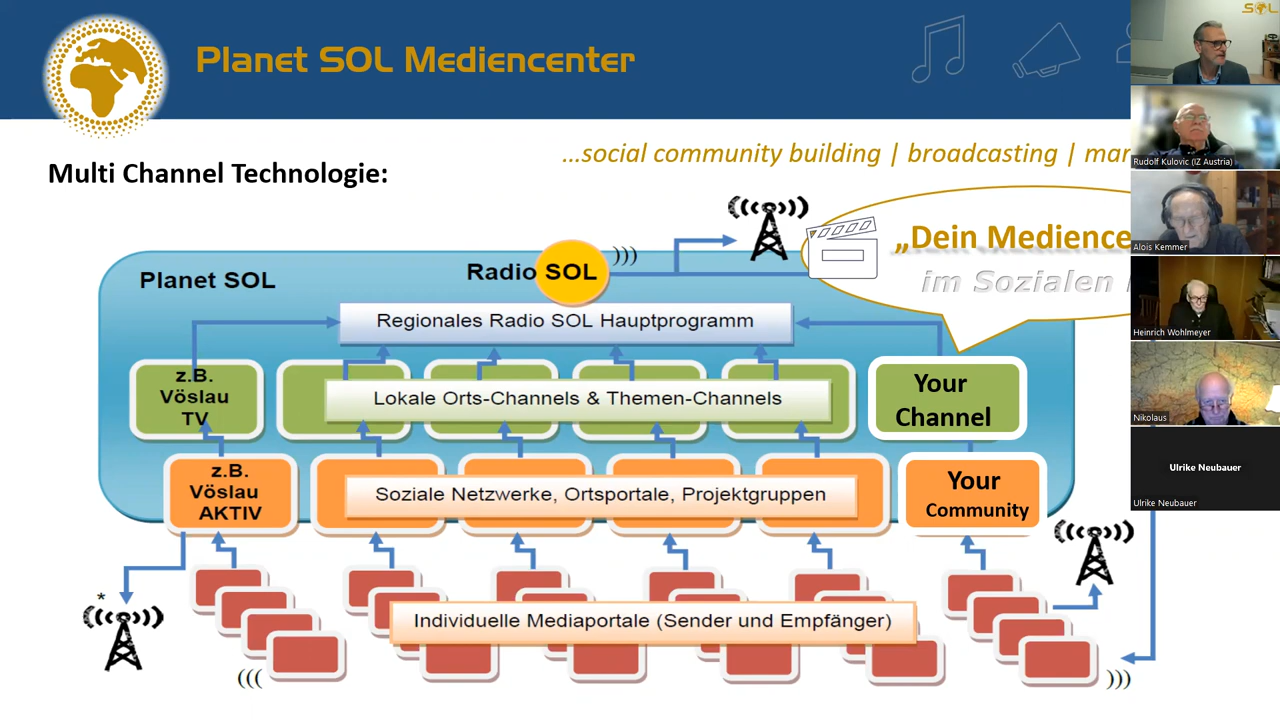 Planet SOL Mediencenter
SOL
...social community building | broadcasting | mar
Multi Channel Technologie:
Rudolf Kulovic (IZ Austria)
„Dein Medience
im Sozialen
Alois Kemmer
Planet SOL
Radio SOL
)))
Regionales Radio SOL Hauptprogramm
Heinrich Wohlmeyer
z.B.
Vöslau
TV
Lokale Orts-Channels & Themen-Channels
Your
Channel
Nikolaus
z.B.
Vöslau
AKTIV
Soziale Netzwerke, Ortsportale, Projektgruppen
Your
Community
Ulrike Neubauer
Ulrike Neubauer
*
Individuelle Mediaportale (Sender und Empfänger)
(((
)))